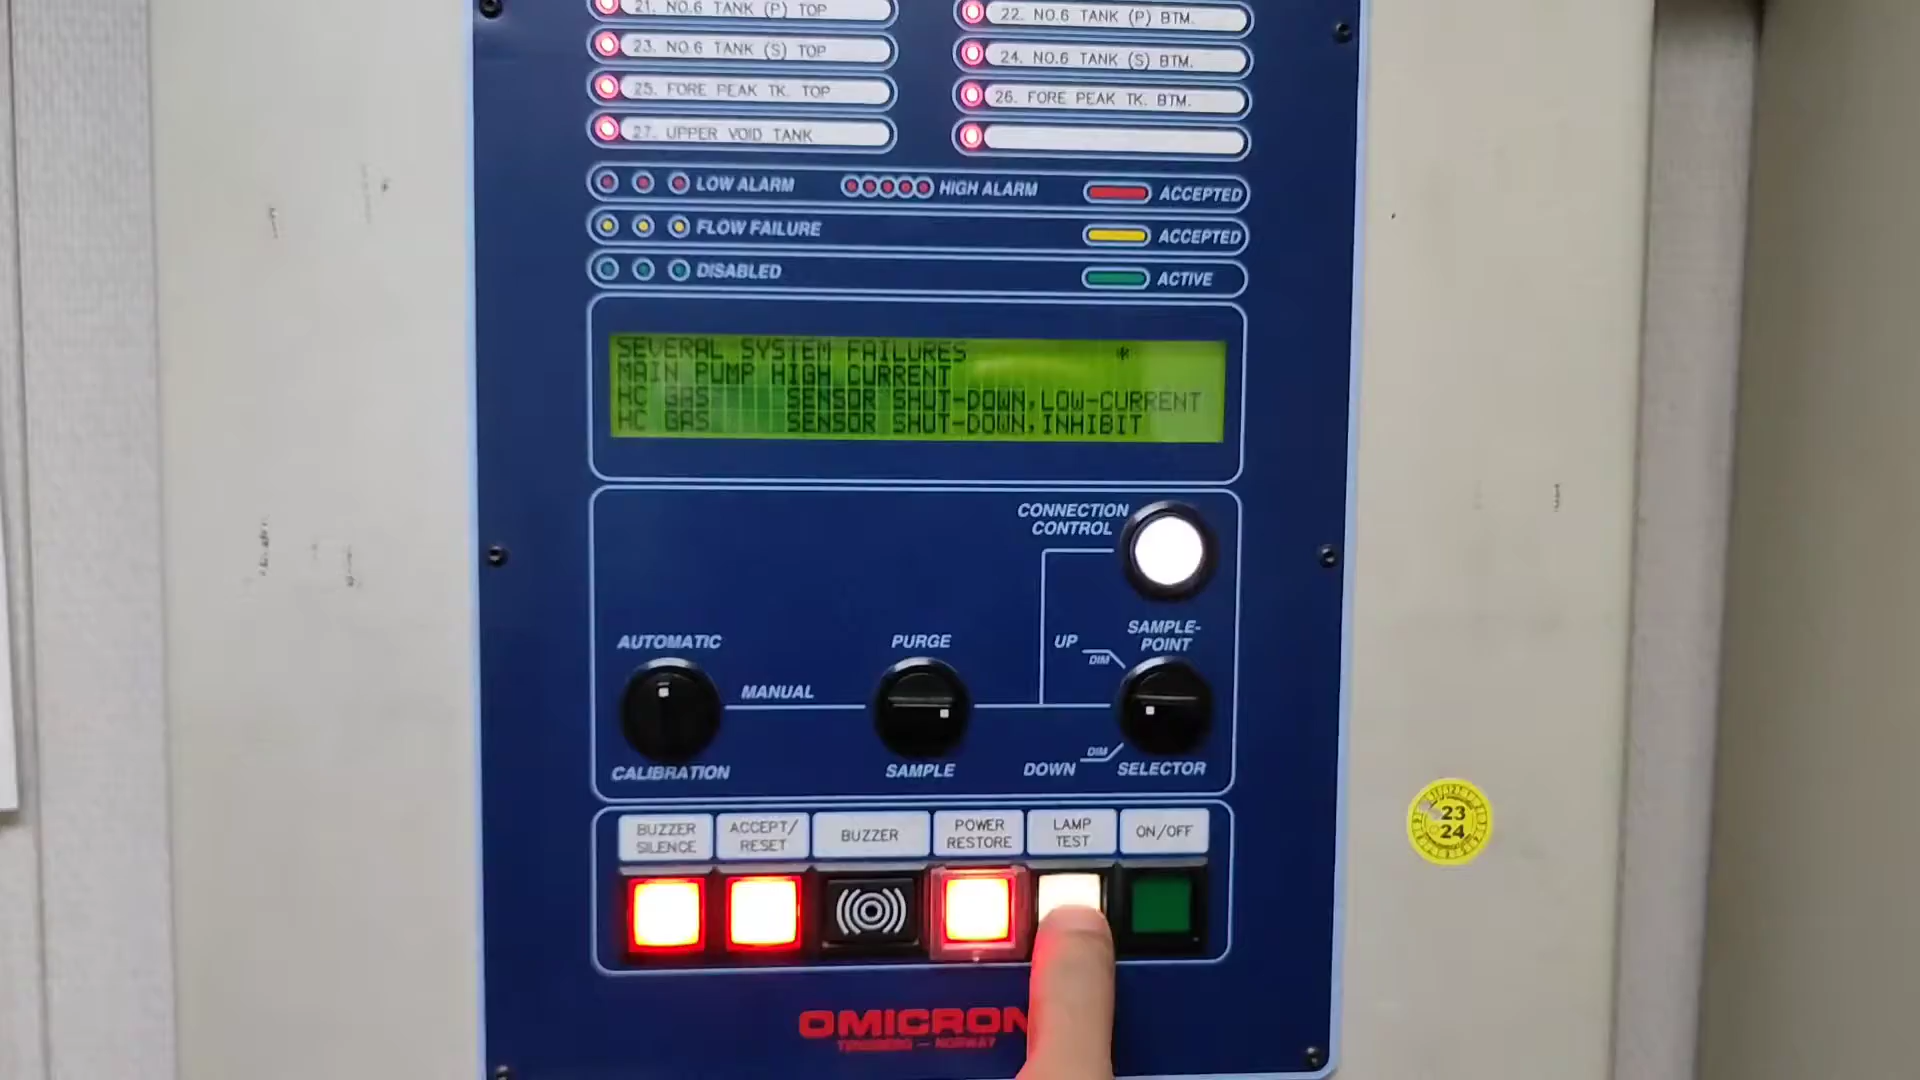 21. NO.6 TANK (P) TOP
22. NO.6 TANK (P) BTM.
23. NO.6 TANK (S) TOP
24. NO.6 TANK (S) BTM.
25. FORE PEAK TK. TOP
26. FORE PEAK TK. BTM.
27. UPPER VOID TANK
LOW ALARM HIGH ALARM ACCEPTED
FLOW FAILURE ACCEPTED
DISABLED ACTIVE
SEVERAL SYSTEM FAILURES *
MAIN PUMP HIGH CURRENT
HC GAS SENSOR SHUT-DOWN,LOW-CURRENT
HC GAS SENSOR SHUT-DOWN,INHIBIT
CONNECTION
CONTROL
AUTOMATIC
PURGE
UP
DIM
SAMPLE-
POINT
MANUAL
CALIBRATION
SAMPLE
DOWN
DIM
SELECTOR
BUZZER
SILENCE
ACCEPT/
RESET
BUZZER
POWER
RESTORE
LAMP
TEST
ON/OFF
23
24
OMICRON
NORWAY